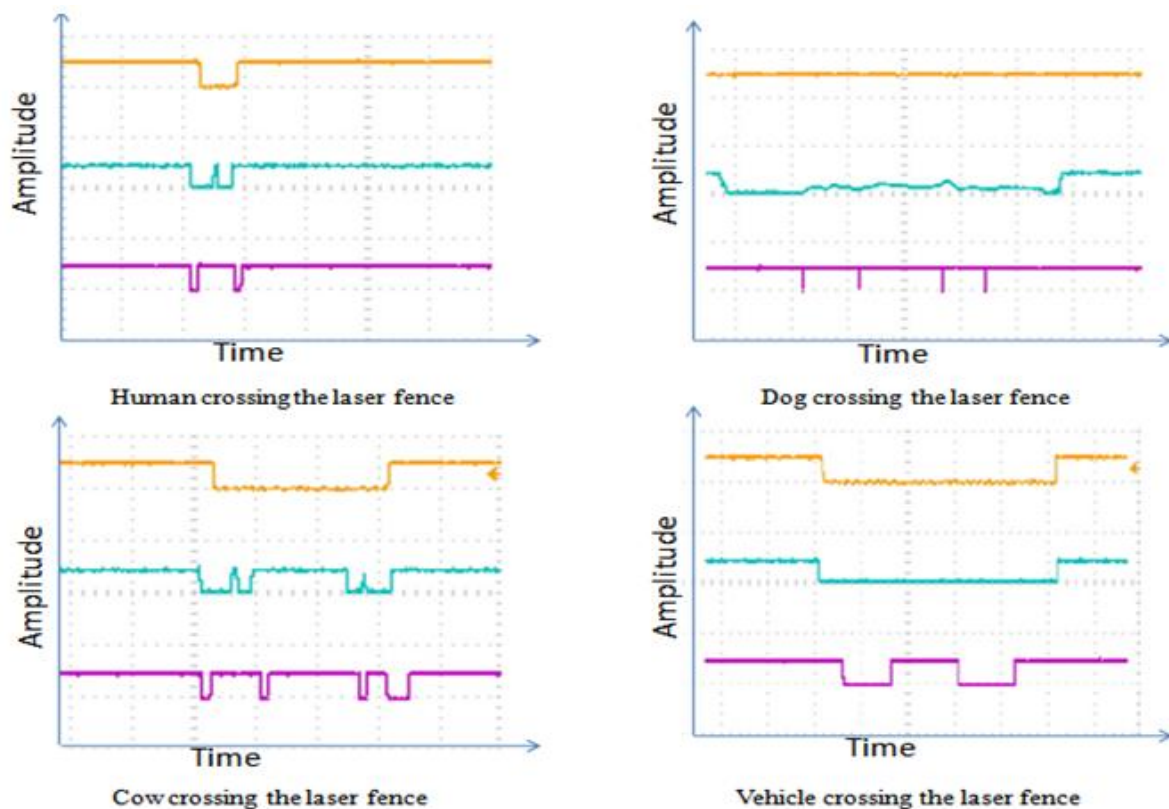 Amplitude
Time
Human crossing the laser fence
Amplitude
Time
Dog crossing the laser fence
Amplitude
Time
Cow crossing the laser fence
Amplitude
Time
Vehicle crossing the laser fence